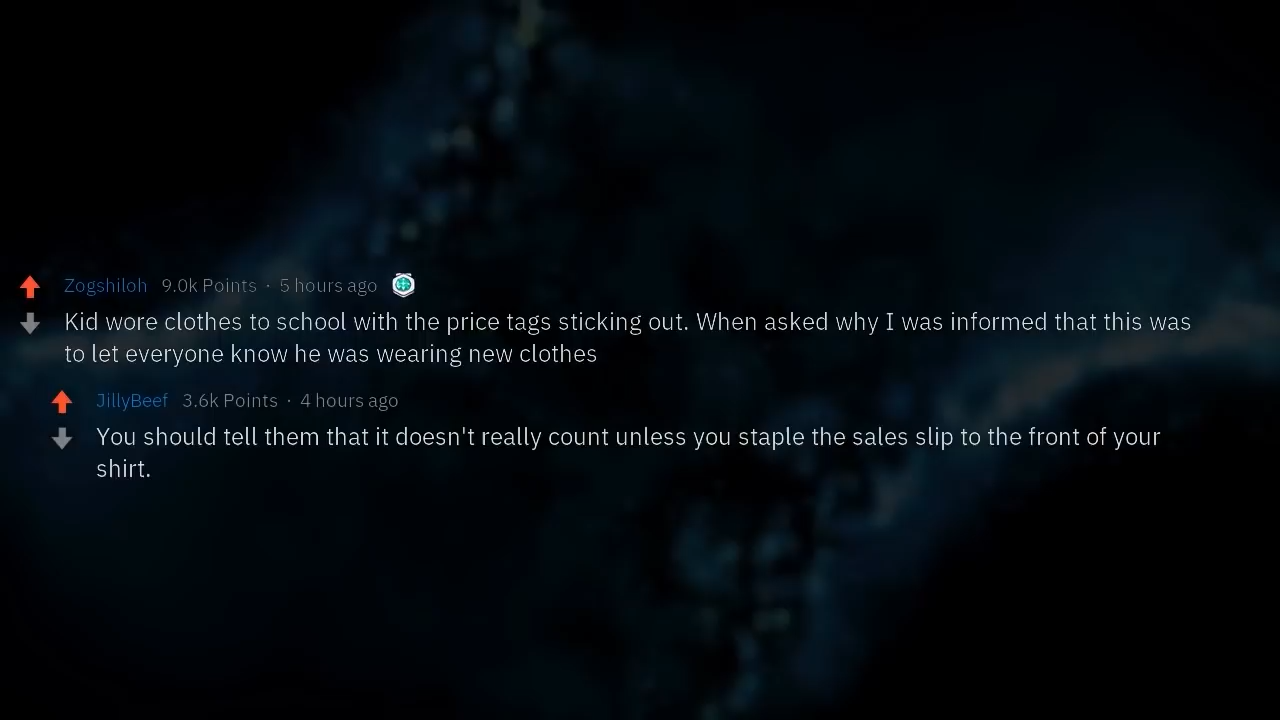 Zogshiloh 9.0k Points · 5 hours ago
Kid wore clothes to school with the price tags sticking out. When asked why I was informed that this was
to let everyone know he was wearing new clothes
JillyBeef 3.6k Points · 4 hours ago
You should tell them that it doesn't really count unless you staple the sales slip to the front of your
shirt.